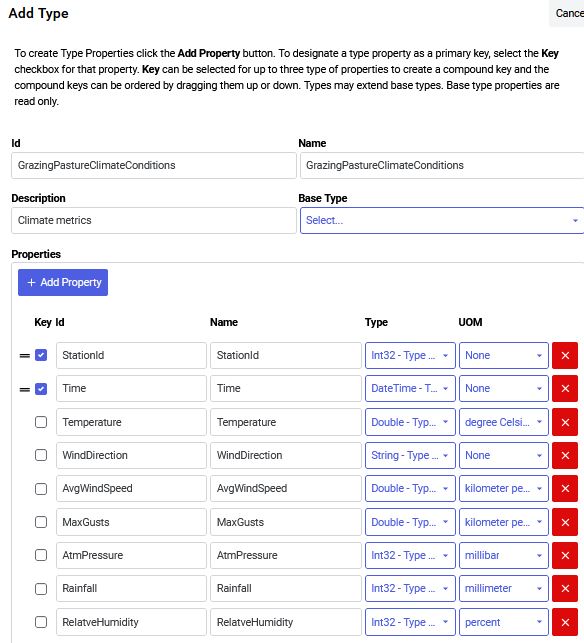 Add Type
Cance
To create Type Properties click the Add Property button. To designate a type property as a primary key, select the Key
checkbox for that property. Key can be selected for up to three type of properties to create a compound key and the
compound keys can be ordered by dragging them up or down. Types may extend base types. Base type properties are
read only.
Id Name
GrazingPastureClimateConditions GrazingPastureClimateConditions
Description Base Type
Climate metrics Select...
Properties
+ Add Property
Key Id Name Type UOM
StationId StationId Int32 - Type ... None
Time Time DateTime - T... None
Temperature Temperature Double - Typ... degree Celsi...
WindDirection WindDirection String - Type ... None
AvgWindSpeed AvgWindSpeed Double - Typ... kilometer pe...
MaxGusts MaxGusts Double - Typ... kilometer pe...
AtmPressure AtmPressure Int32 - Type ... millibar
Rainfall Rainfall Int32 - Type ... millimeter
RelatveHumidity RelatveHumidity Int32 - Type ... percent